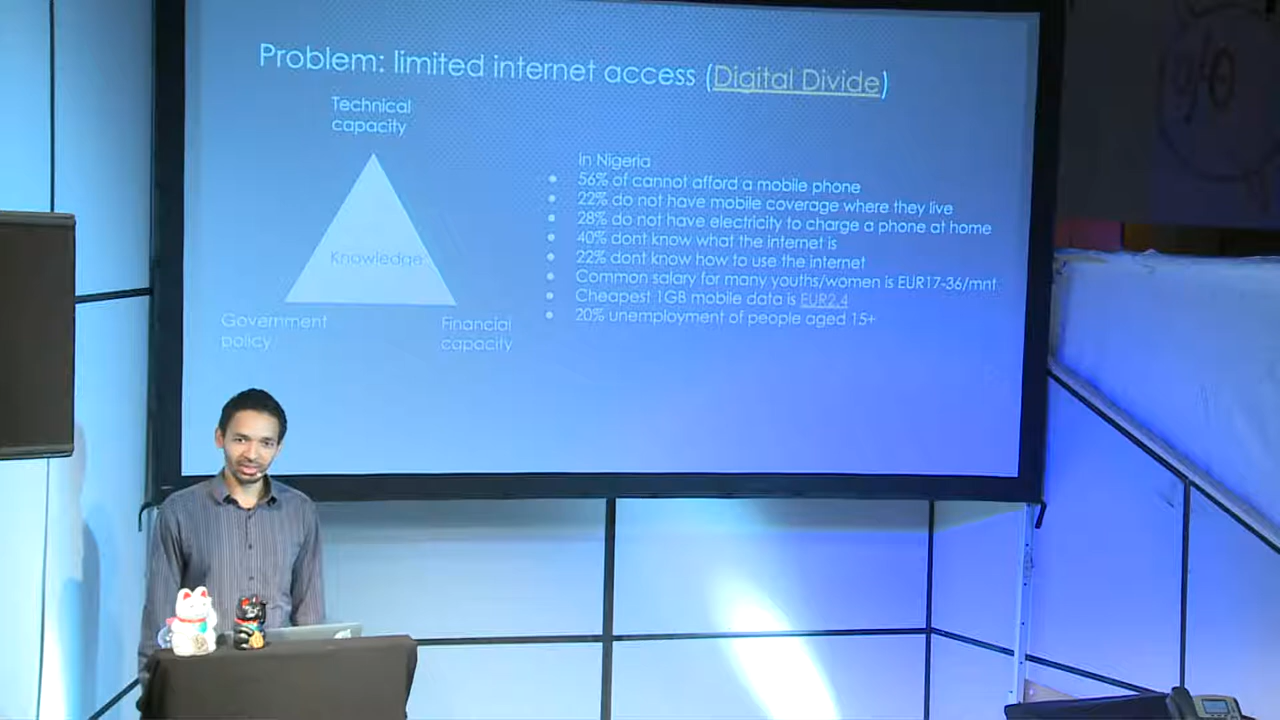 Problem: limited internet access (Digital Divide)
Technical
capacity
Knowledge
Government
policy
Financial
capacity
In Nigeria
• 56% of cannot afford a mobile phone
• 22% do not have mobile coverage where they live
• 28% do not have electricity to charge a phone at home
• 40% dont know what the internet is
• 22% dont know how to use the internet
• Common salary for many youths/women is EUR17-36/mnt
• Cheapest 1GB mobile data is EUR2.4
• 20% unemployment of people aged 15+